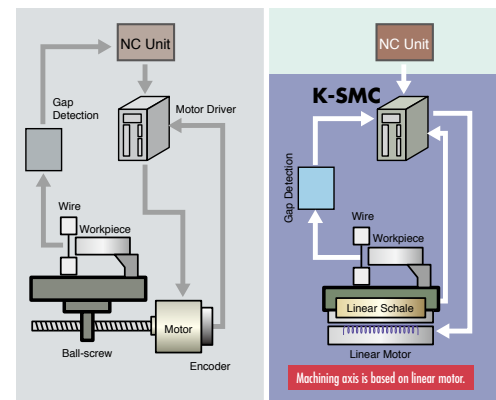 NC Unit
Gap
Detection
Motor Driver
Wire
Workpiece
Motor
Ball-screw
Encoder
NC Unit
K-SMC
Gap Detection
Wire
Workpiece
Linear Schale
Linear Motor
Machining axis is based on linear motor.